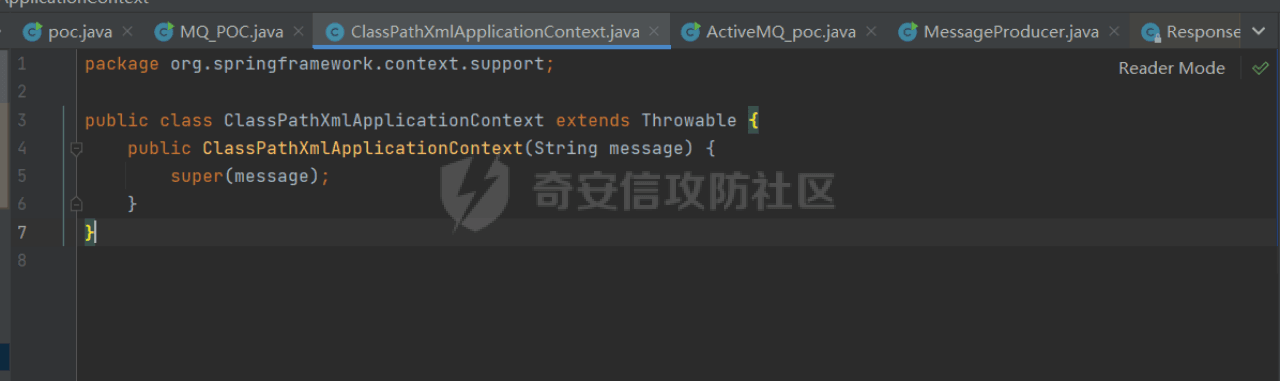 poc.java MQ_POC.java ClassPathXmlApplicationContext.java ActiveMQ_poc.java MessageProducer.java Response
Reader Mode
1 package org.springframework.context.support;
2
3 public class ClassPathXmlApplicationContext extends Throwable {
4 public ClassPathXmlApplicationContext(String message) {
5 super(message);
6 }
7 }
8
奇安信攻防社区